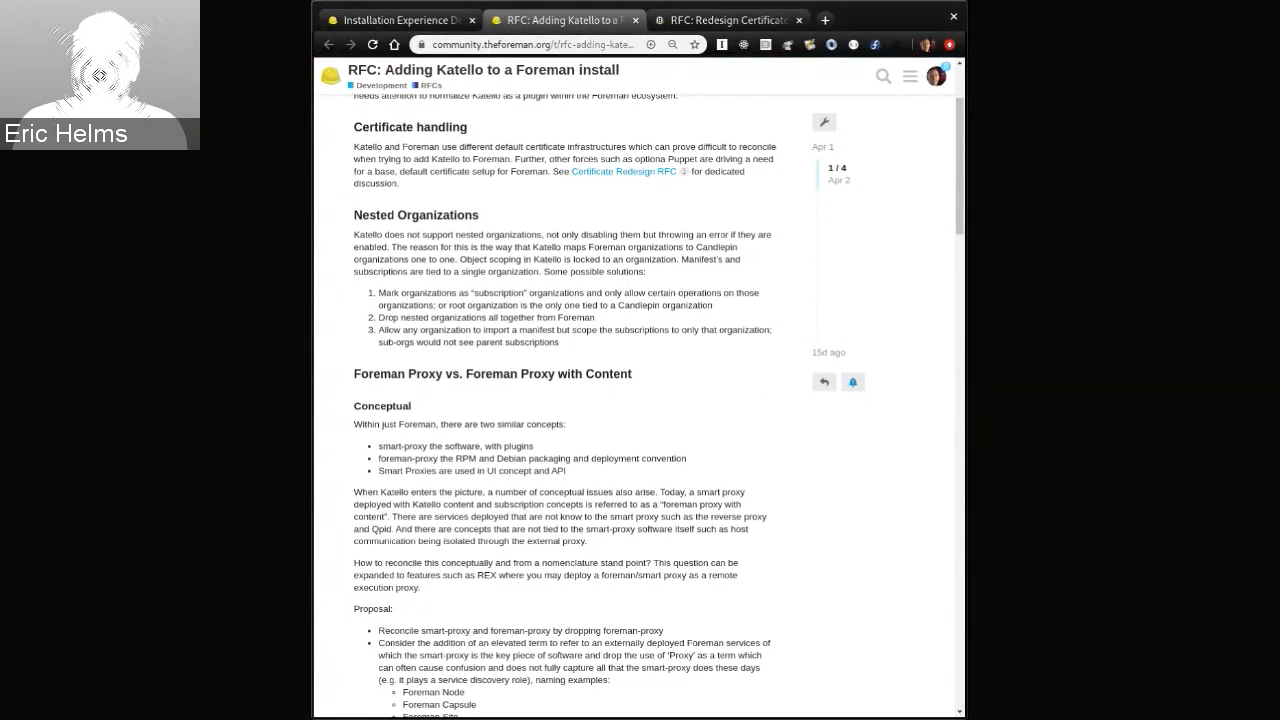 Installation Experience D
RFC: Adding Katello to a F
RFC: Redesign Certificate
community.theforeman.org/t/rfc-adding-kate...
RFC: Adding Katello to a Foreman install
Development RFCs
Eric Helms
needs attention to normalize Katello as a plugin within the Foreman ecosystem.
Certificate handling
Katello and Foreman use different default certificate infrastructures which can prove difficult to reconcile
when trying to add Katello to Foreman. Further, other forces such as optiona Puppet are driving a need
for a base, default certificate setup for Foreman. See Certificate Redesign RFC 1 for dedicated
discussion.
Apr 1
1 / 4
Apr 2
Nested Organizations
Katello does not support nested organizations, not only disabling them but throwing an error if they are
enabled. The reason for this is the way that Katello maps Foreman organizations to Candlepin
organizations one to one. Object scoping in Katello is locked to an organization. Manifest's and
subscriptions are tied to a single organization. Some possible solutions:
1. Mark organizations as “subscription” organizations and only allow certain operations on those
organizations; or root organization is the only one tied to a Candlepin organization
2. Drop nested organizations all together from Foreman
3. Allow any organization to import a manifest but scope the subscriptions to only that organization;
sub-orgs would not see parent subscriptions
15d ago
Foreman Proxy vs. Foreman Proxy with Content
Conceptual
Within just Foreman, there are two similar concepts:
• smart-proxy the software, with plugins
• foreman-proxy the RPM and Debian packaging and deployment convention
• Smart Proxies are used in UI concept and API
When Katello enters the picture, a number of conceptual issues also arise. Today, a smart proxy
deployed with Katello content and subscription concepts is referred to as a “foreman proxy with
content”. There are services deployed that are not know to the smart proxy such as the reverse proxy
and Qpid. And there are concepts that are not tied to the smart-proxy software itself such as host
communication being isolated through the external proxy.
How to reconcile this conceptually and from a nomenclature stand point? This question can be
expanded to features such as REX where you may deploy a foreman/smart proxy as a remote
execution proxy.
Proposal:
• Reconcile smart-proxy and foreman-proxy by dropping foreman-proxy
• Consider the addition of an elevated term to refer to an externally deployed Foreman services of
which the smart-proxy is the key piece of software and drop the use of 'Proxy' as a term which
can often cause confusion and does not fully capture all that the smart-proxy does these days
(e.g. it plays a service discovery role), naming examples:
◦ Foreman Node
◦ Foreman Capsule
◦ Foreman Site